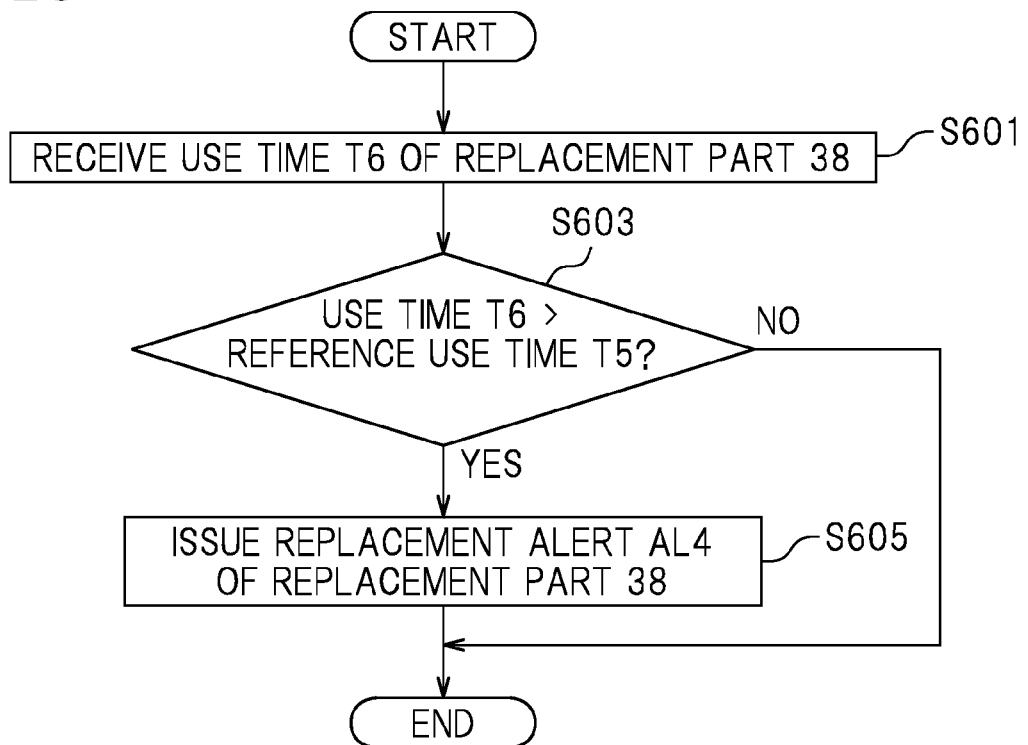 START
RECEIVE USE TIME T6 OF REPLACEMENT PART 38
S601
S603
USE TIME T6 >
REFERENCE USE TIME T5?
NO
YES
ISSUE REPLACEMENT ALERT AL4
OF REPLACEMENT PART 38
S605
END